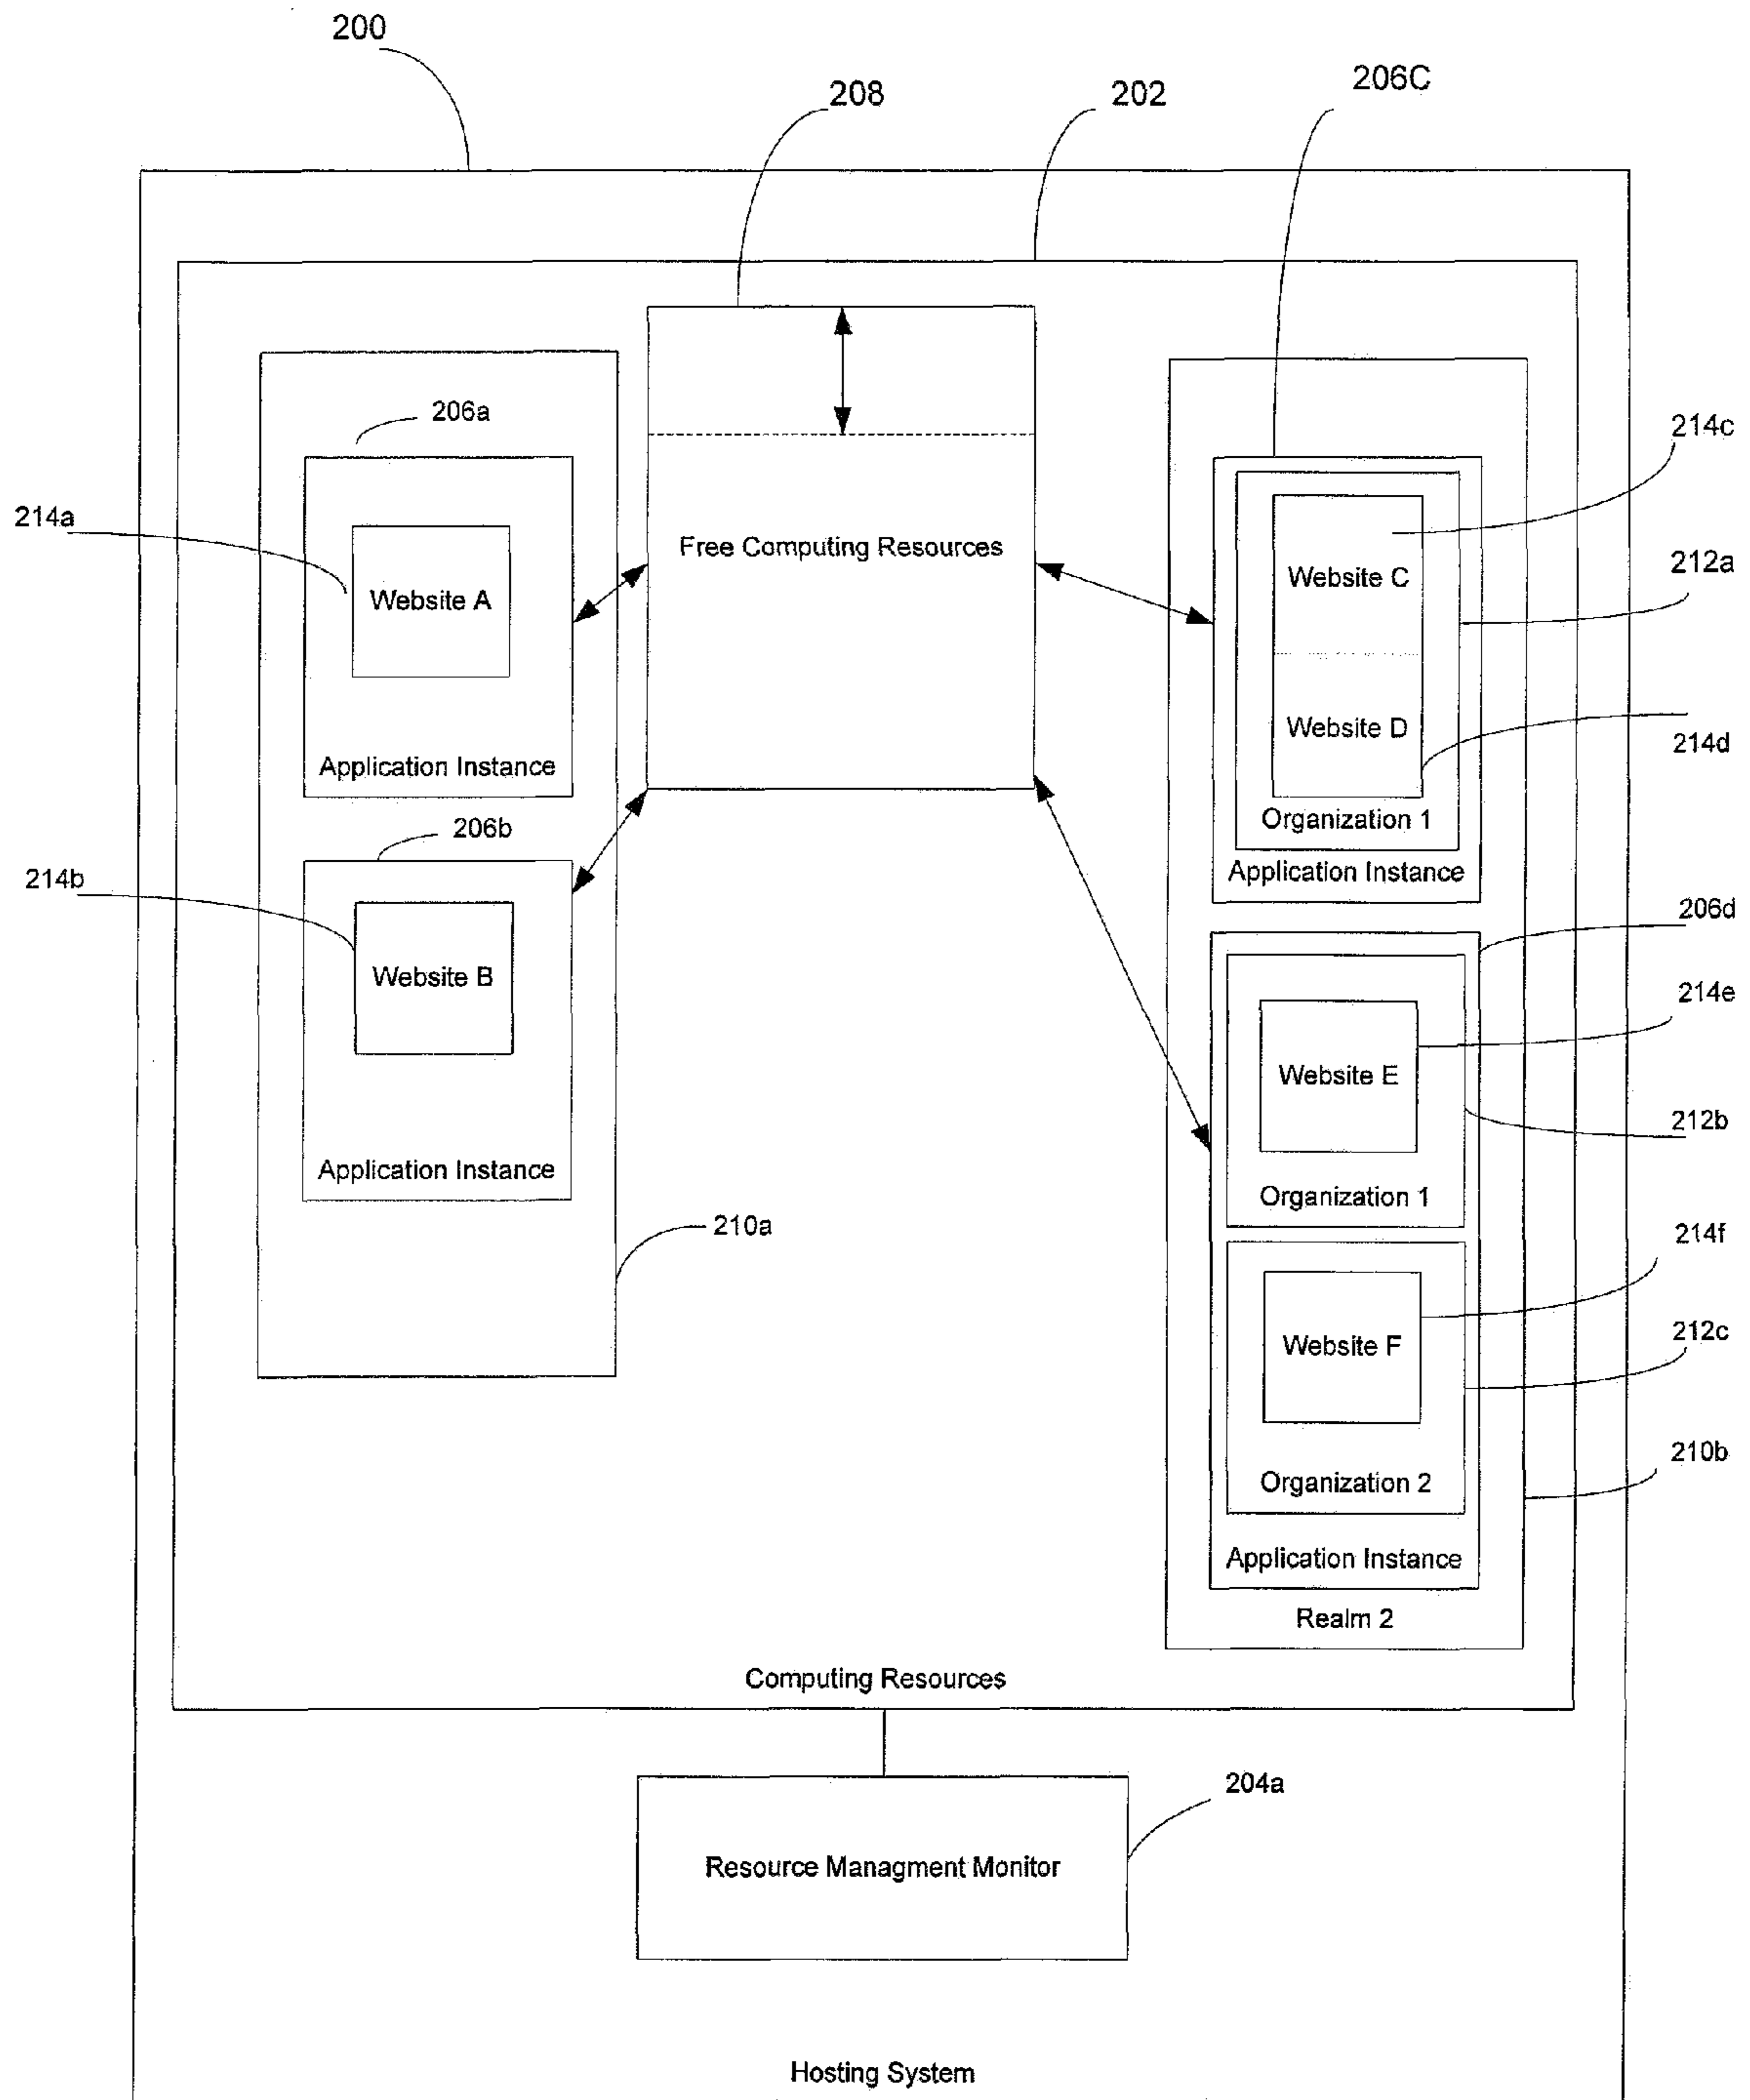 200
208
202
206C
206a
214c
214a
Free Computing Resources
Website C
212a
Website A
Website D
214d
Application Instance
Organization 1
206b
Application Instance
214b
206d
Website B
214e
Website E
212b
Application Instance
Organization 1
210a
214f
212c
Website F
210b
Organization 2
Application Instance
Realm 2
Computing Resources
204a
Resource Managment Monitor
Hosting System